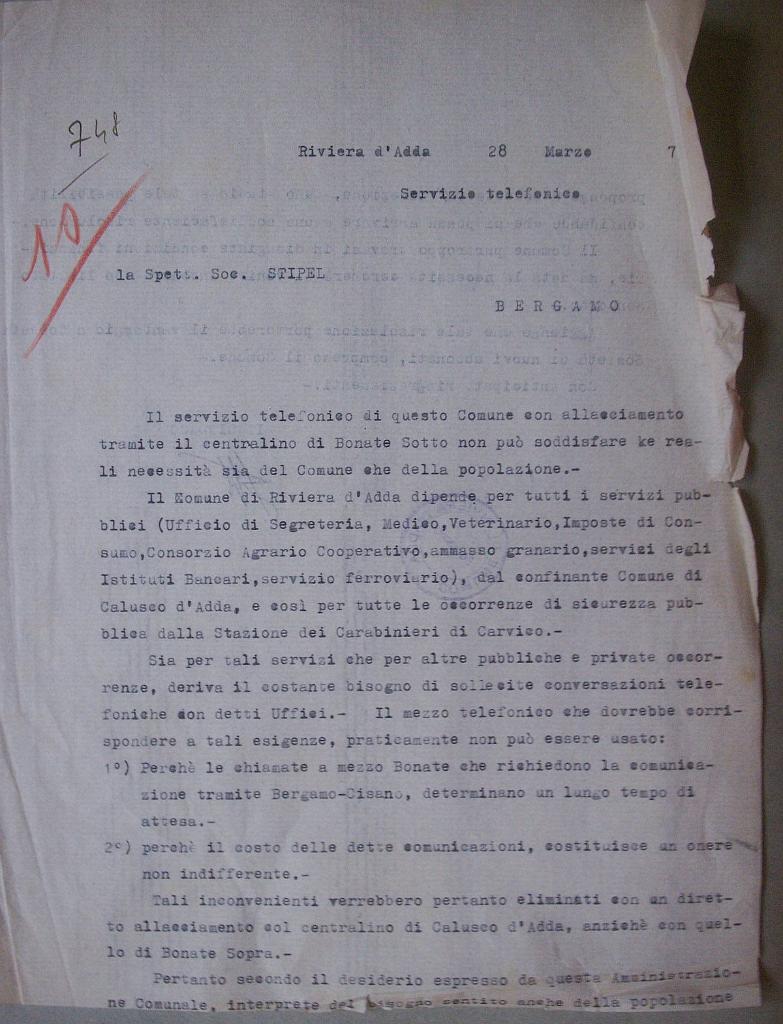 748
10
Riviera d'Adda 28 Marzo 7
Servizio telefonico
la Spett. Soc. STIPEL
BERGAMO
Il servizio telefonico di questo Comune con allacciamento
tramite il centralino di Bonate Sotto non può soddisfare ke rea-
li necessità sia del Comune che della popolazione.-
Il Komune di Riviera d'Adda dipende per tutti i servizi pub-
blici (Ufficio di Segreteria, Medico,Veterinario,Imposte di Con-
sumo,Consorzio Agrario Cooperativo,ammasso granario,servizi degli
Istituti Bancari,servizio ferroviario), dal confinante Comune di
Calusco d'Adda, e così per tutte le occorrenze di sicurezza pub-
blica dalla Stazione dei Carabinieri di Carvico.-
Sia per tali servizi che per altre pubbliche e private occor-
renze, deriva il costante bisogno di sollecite conversazioni tele-
foniche con detti Uffici.- Il mezzo telefonico che dovrebbe corri-
spondere a tali esigenze, praticamente non può essere usato:
1°) Perchè le chiamate a mezzo Bonate che richiedono la comunica-
zione tramite Bergamo-Cisano, determinano un lungo tempo di
attesa.-
2°) perchè il costo delle dette comunicazioni, costituisce un onere
non indifferente.-
Tali inconvenienti verrebbero pertanto eliminati con un diret-
to allacciamento col centralino di Calusco d'Adda, anzichè con quel-
lo di Bonate Sopra.-
Pertanto secondo il desiderio espresso da questa Amministrazio-
ne Comunale, interprete del bisogno sentito anche della popolazione